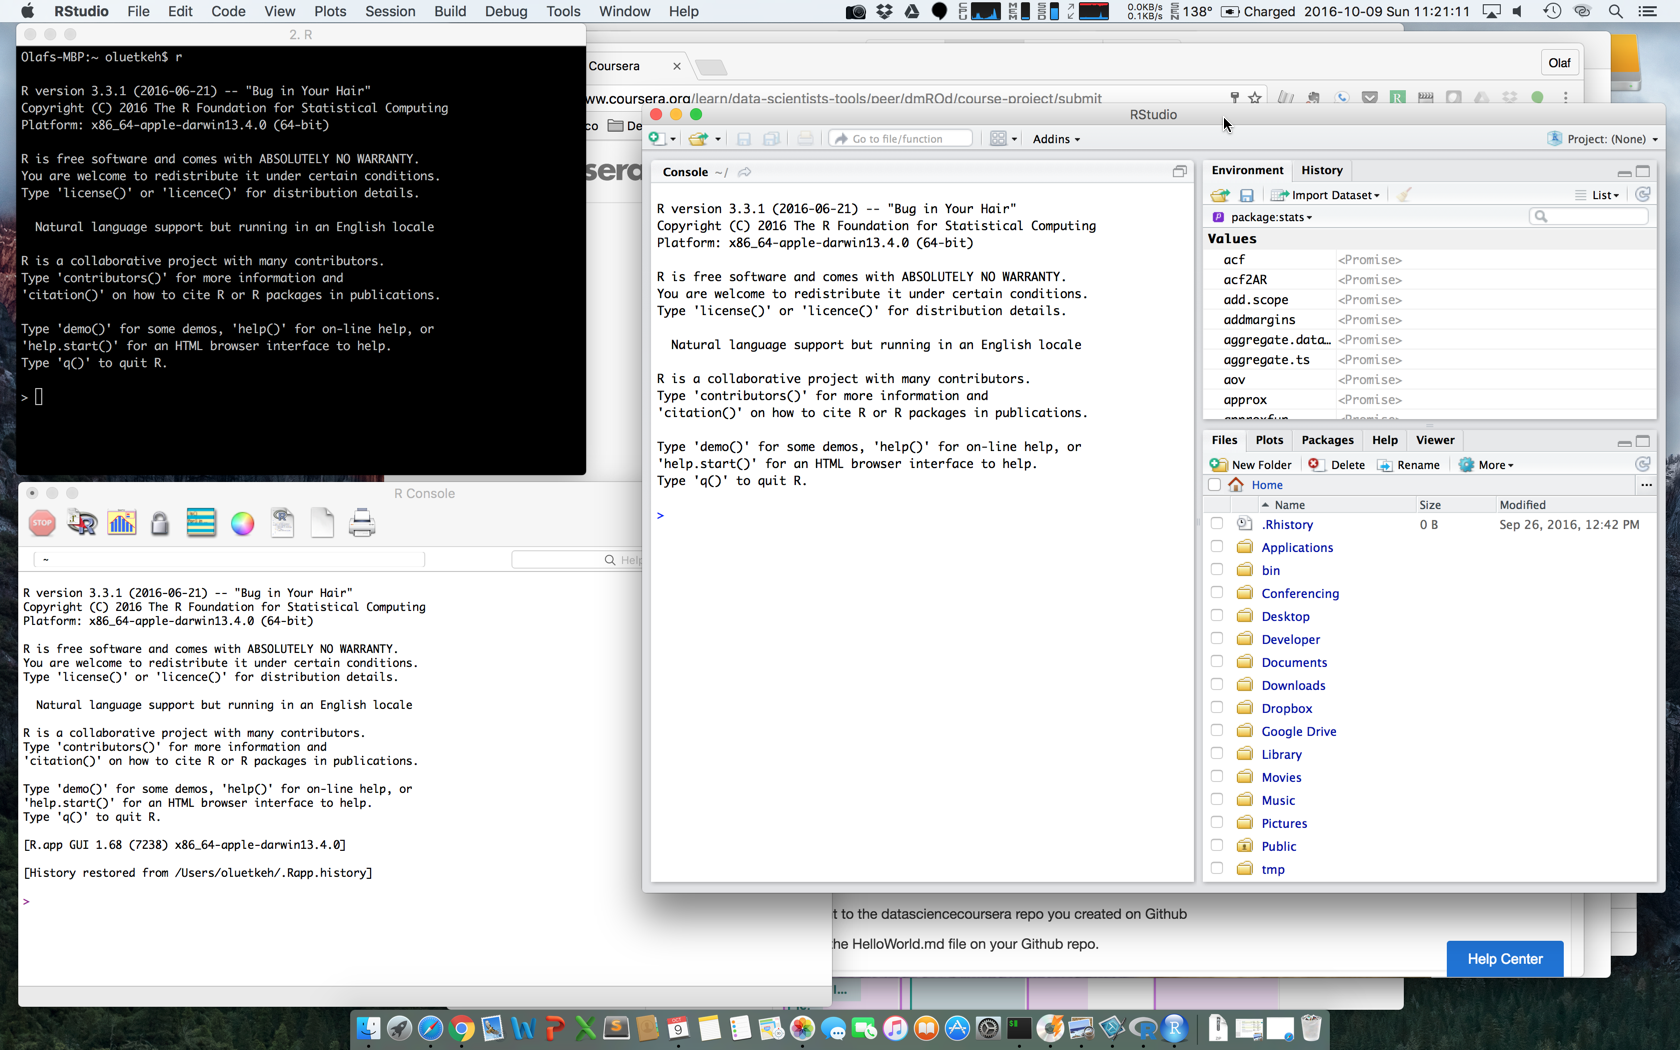 RStudio File Edit Code View Plots Session Build Debug Tools Window Help
0.0KB/s
0.1KB/s
138° Charged 2016-10-09 Sun 11:21:11
2. R
Olafs-MBP:~ oluetkeh$ r
R version 3.3.1 (2016-06-21) -- "Bug in Your Hair"
Copyright (C) 2016 The R Foundation for Statistical Computing
Platform: x86_64-apple-darwin13.4.0 (64-bit)
R is free software and comes with ABSOLUTELY NO WARRANTY.
You are welcome to redistribute it under certain conditions.
Type 'license()' or 'licence()' for distribution details.
Natural language support but running in an English locale
R is a collaborative project with many contributors.
Type 'contributors()' for more information and
'citation()' on how to cite R or R packages in publications.
Type 'demo()' for some demos, 'help()' for on-line help, or
'help.start()' for an HTML browser interface to help.
Type 'q()' to quit R.
>
Coursera
Olaf
ww.coursera.org/learn/data-scientists-tools/peer/dmROd/course-project/submit
co De
sera
R Console
STOP
~
Help
R version 3.3.1 (2016-06-21) -- "Bug in Your Hair"
Copyright (C) 2016 The R Foundation for Statistical Computing
Platform: x86_64-apple-darwin13.4.0 (64-bit)
R is free software and comes with ABSOLUTELY NO WARRANTY.
You are welcome to redistribute it under certain conditions.
Type 'license()' or 'licence()' for distribution details.
Natural language support but running in an English locale
R is a collaborative project with many contributors.
Type 'contributors()' for more information and
'citation()' on how to cite R or R packages in publications.
Type 'demo()' for some demos, 'help()' for on-line help, or
'help.start()' for an HTML browser interface to help.
Type 'q()' to quit R.
[R.app GUI 1.68 (7238) x86_64-apple-darwin13.4.0]
[History restored from /Users/oluetkeh/.Rapp.history]
>
RStudio
Go to file/function Addins Project: (None)
Console ~/
R version 3.3.1 (2016-06-21) -- "Bug in Your Hair"
Copyright (C) 2016 The R Foundation for Statistical Computing
Platform: x86_64-apple-darwin13.4.0 (64-bit)
R is free software and comes with ABSOLUTELY NO WARRANTY.
You are welcome to redistribute it under certain conditions.
Type 'license()' or 'licence()' for distribution details.
Natural language support but running in an English locale
R is a collaborative project with many contributors.
Type 'contributors()' for more information and
'citation()' on how to cite R or R packages in publications.
Type 'demo()' for some demos, 'help()' for on-line help, or
'help.start()' for an HTML browser interface to help.
Type 'q()' to quit R.
>
Environment History
Import Dataset List
package:stats
Values
acf <Promise>
acf2AR <Promise>
add.scope <Promise>
addmargins <Promise>
aggregate.data... <Promise>
aggregate.ts <Promise>
aov <Promise>
approx <Promise>
approxfun <Promise>
Files Plots Packages Help Viewer
New Folder Delete Rename More
Home ...
Name Size Modified
.Rhistory 0 B Sep 26, 2016, 12:42 PM
Applications
bin
Conferencing
Desktop
Developer
Documents
Downloads
Dropbox
Google Drive
Library
Movies
Music
Pictures
Public
tmp
t to the datasciencecoursera repo you created on Github
he HelloWorld.md file on your Github repo.
Help Center